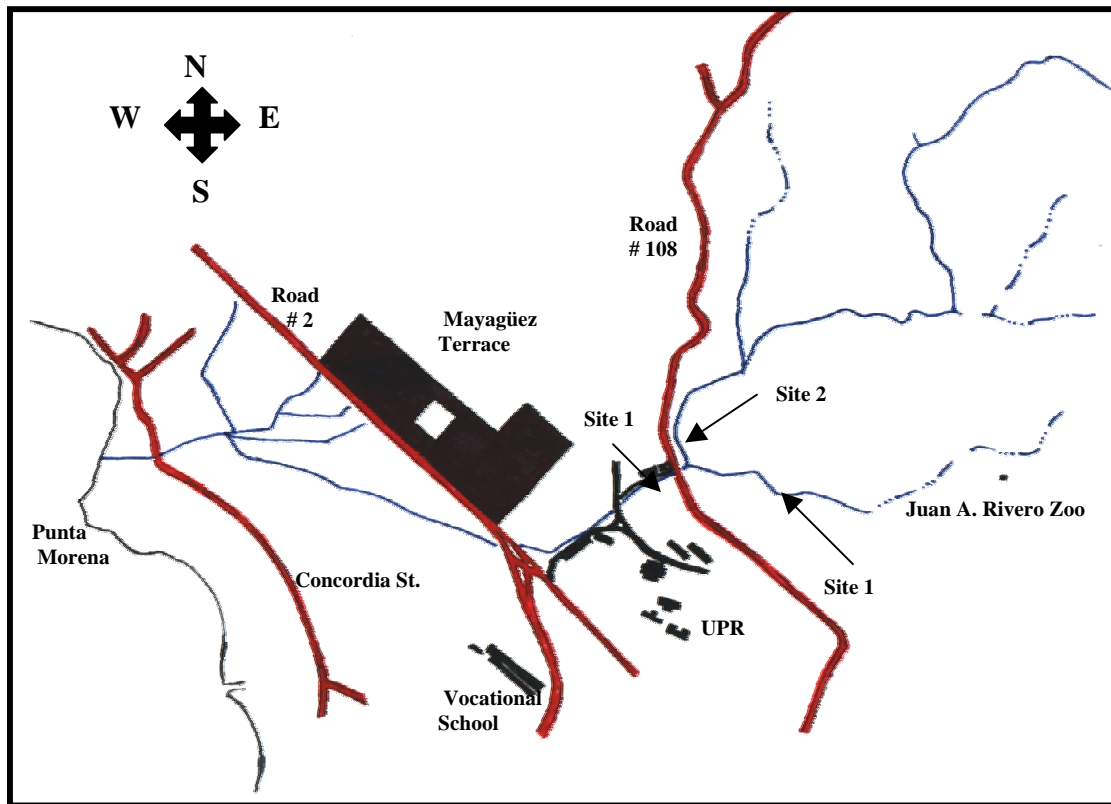 N
W
E
S
Road
# 108
Road
# 2
Mayagüez
Terrace
Site 2
Site 1
Juan A. Rivero Zoo
Punta
Morena
Concordia St.
Site 1
UPR
Vocational
School